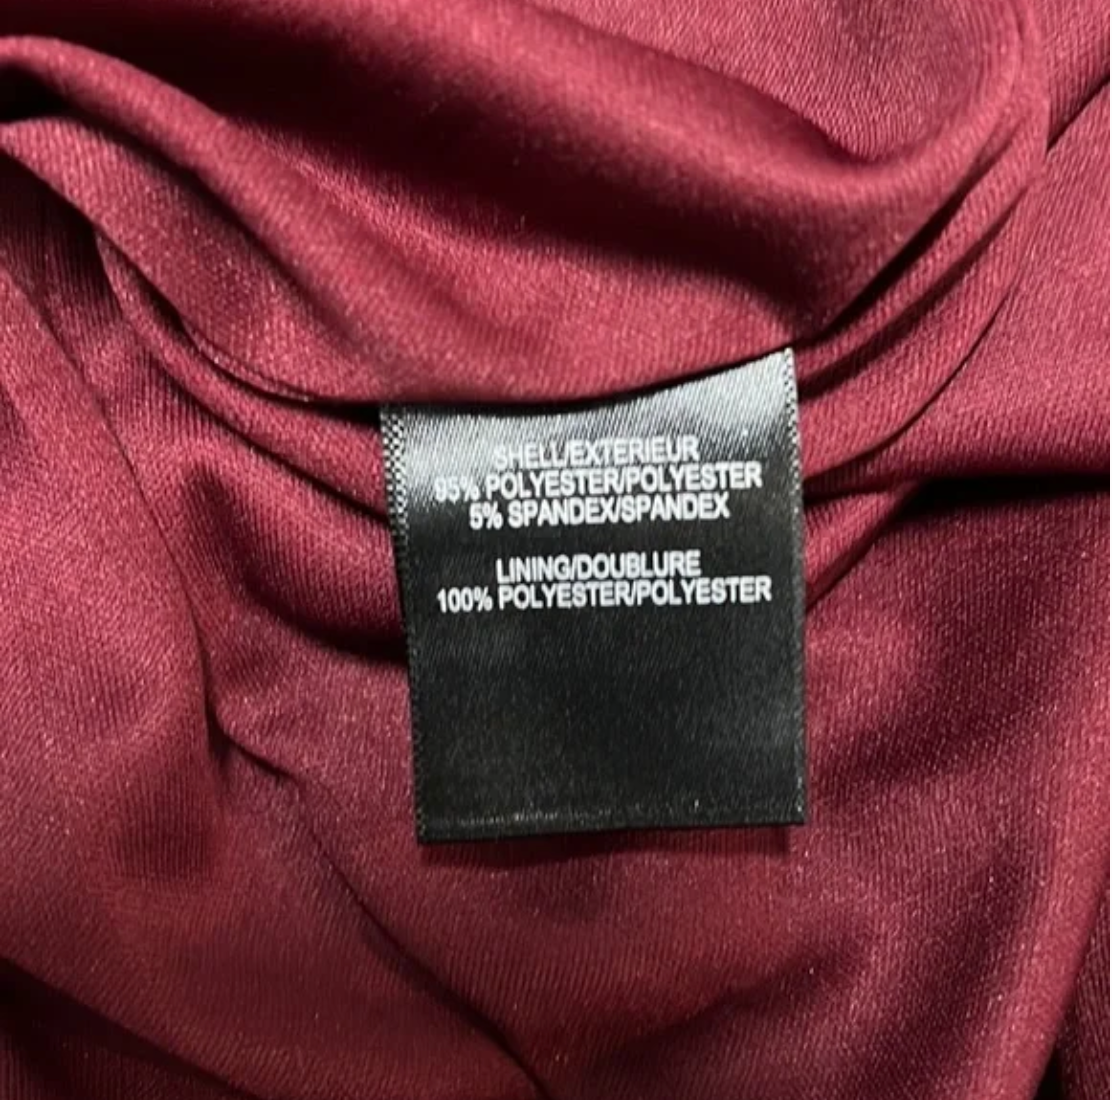 SHELL/EXTERIEUR
95% POLYESTER/POLYESTER
5% SPANDEX/SPANDEX
LINING/DOUBLURE
100% POLYESTER/POLYESTER